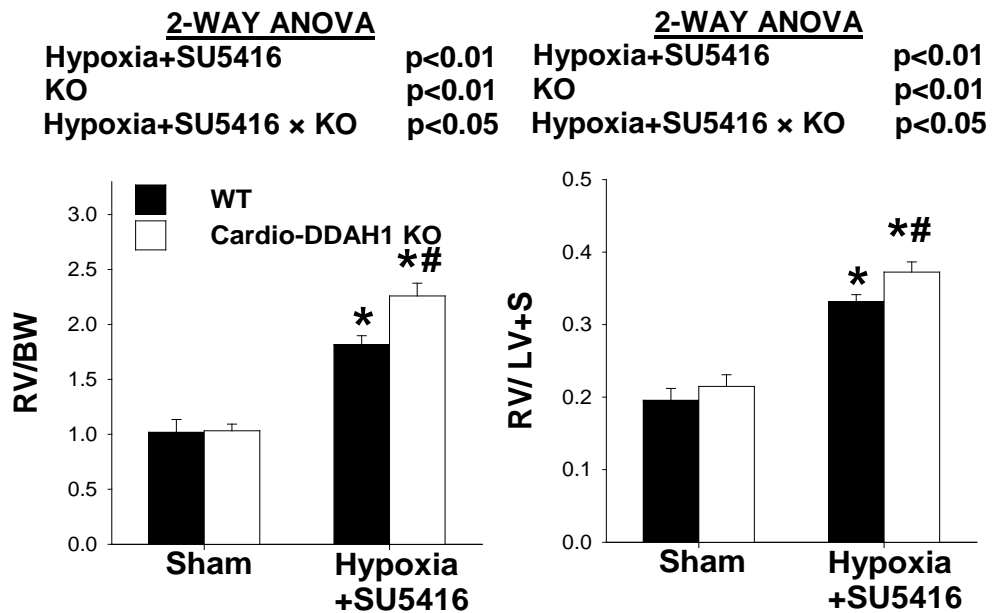 2-WAY ANOVA
Hypoxia+SU5416 p<0.01
KO p<0.01
Hypoxia+SU5416 × KO p<0.05
WT
Cardio-DDAH1 KO
3.0
2.5
2.0
1.5
1.0
0.5
0.0
RV/BW
*
*#
Sham
Hypoxia
+SU5416
2-WAY ANOVA
Hypoxia+SU5416 p<0.01
KO p<0.01
Hypoxia+SU5416 × KO p<0.05
0.5
0.4
0.3
0.2
0.1
0.0
RV/ LV+S
*
*#
Sham
Hypoxia
+SU5416